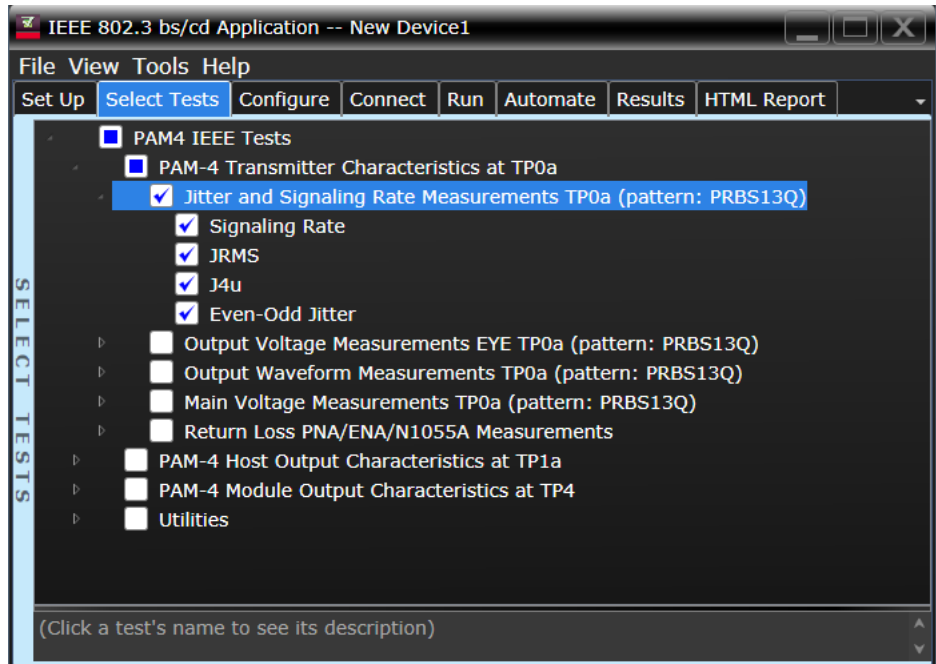 IEEE 802.3 bs/cd Application -- New Device1
File View Tools Help
Set Up Select Tests Configure Connect Run Automate Results HTML Report
SELECT TESTS
PAM4 IEEE Tests
PAM-4 Transmitter Characteristics at TP0a
Jitter and Signaling Rate Measurements TP0a (pattern: PRBS13Q)
Signaling Rate
JRMS
J4u
Even-Odd Jitter
Output Voltage Measurements EYE TP0a (pattern: PRBS13Q)
Output Waveform Measurements TP0a (pattern: PRBS13Q)
Main Voltage Measurements TP0a (pattern: PRBS13Q)
Return Loss PNA/ENA/N1055A Measurements
PAM-4 Host Output Characteristics at TP1a
PAM-4 Module Output Characteristics at TP4
Utilities
(Click a test's name to see its description)